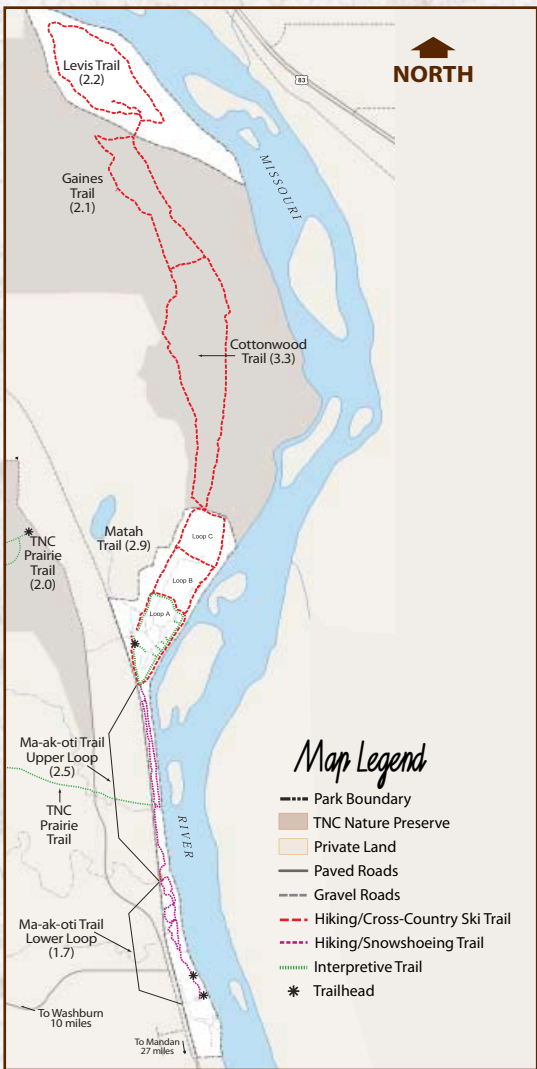 Levis Trail
(2.2)
NORTH
83
MISSOURI
Gaines
Trail
(2.1)
Cottonwood
Trail (3.3)
Matah
Trail (2.9)
Loop C
Loop B
Loop A
TNC
Prairie
Trail
(2.0)
Ma-ak-oti Trail
Upper Loop
(2.5)
TNC
Prairie
Trail
RIVER
Ma-ak-oti Trail
Lower Loop
(1.7)
To Washburn
10 miles
To Mandan
27 miles
Map Legend
Park Boundary
TNC Nature Preserve
Private Land
Paved Roads
Gravel Roads
Hiking/Cross-Country Ski Trail
Hiking/Snowshoeing Trail
Interpretive Trail
Trailhead